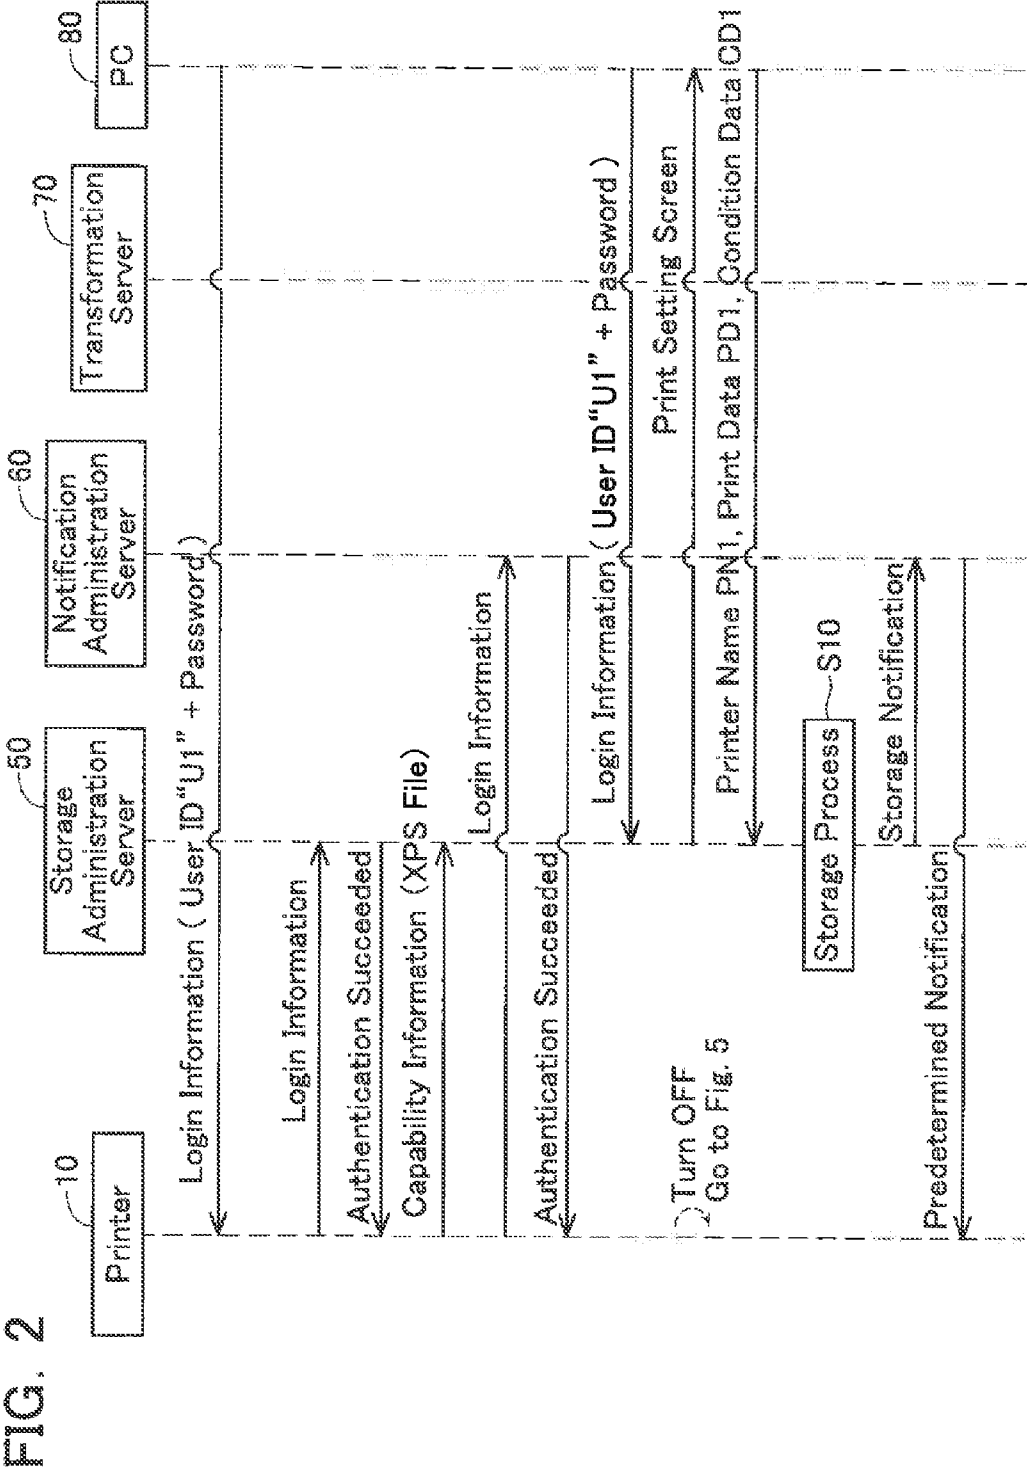 FIG. 2
10
Printer
50
Storage
Administration
Server
60
Notification
Administration
Server
70
Transformation
Server
80
PC
Login Information ( User ID "U1" + Password )
Login Information
Authentication Succeeded
Capability Information (XPS File)
Login Information
Authentication Succeeded
Login Information ( User ID "U1" + Password )
Turn OFF
Go to Fig. 5
Print Setting Screen
Printer Name PN1, Print Data PD1, Condition Data CD1
Storage Process
S10
Storage Notification
Predetermined Notification